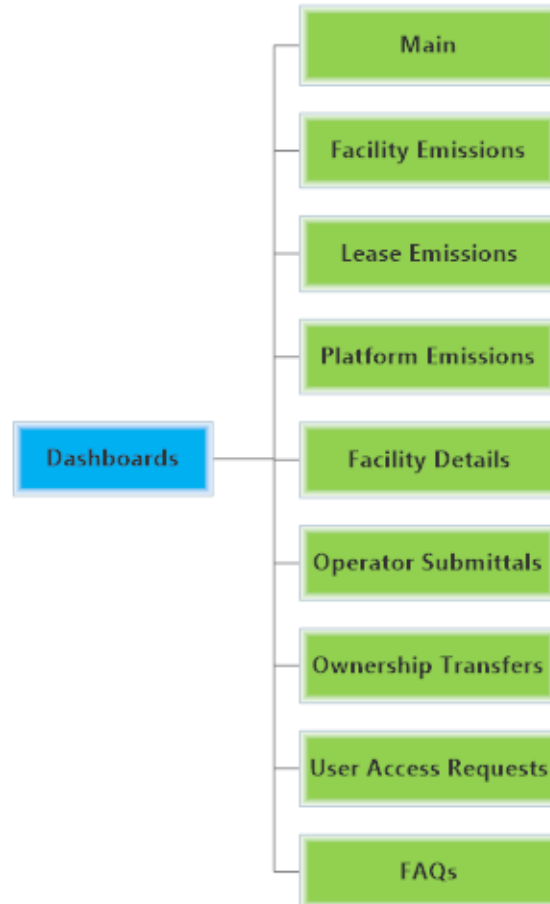 Main
Facility Emissions
Lease Emissions
Platform Emissions
Dashboards
Facility Details
Operator Submittals
Ownership Transfers
User Access Requests
FAQs